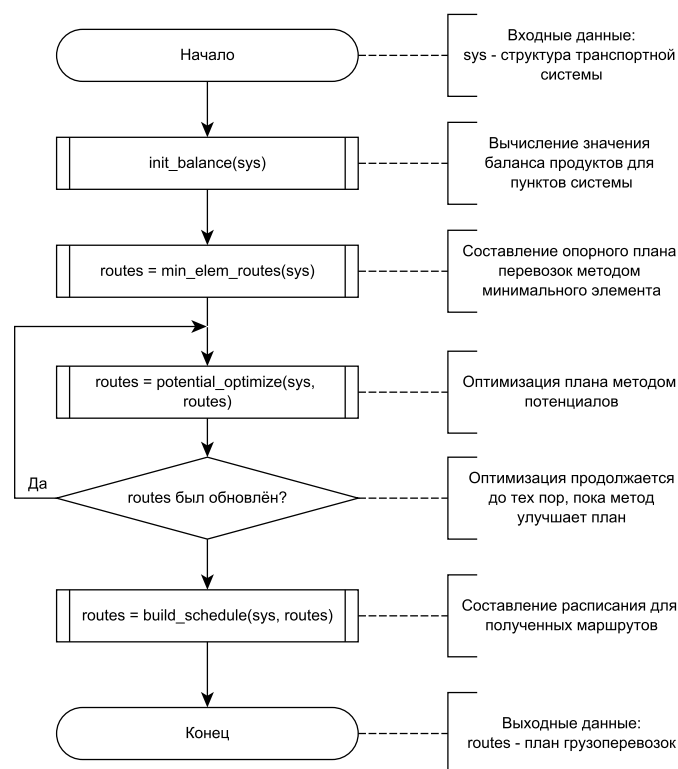 Начало
Входные данные:
sys - структура транспортной
системы
init_balance(sys)
Вычисление значения
баланса продуктов для
пунктов системы
routes = min_elem_routes(sys)
Составление опорного плана
перевозок методом
минимального элемента
routes = potential_optimize(sys,
routes)
Оптимизация плана методом
потенциалов
Да
routes был обновлён?
Оптимизация продолжается
до тех пор, пока метод
улучшает план
routes = build_schedule(sys, routes)
Составление расписания для
полученных маршрутов
Конец
Выходные данные:
routes - план грузоперевозок